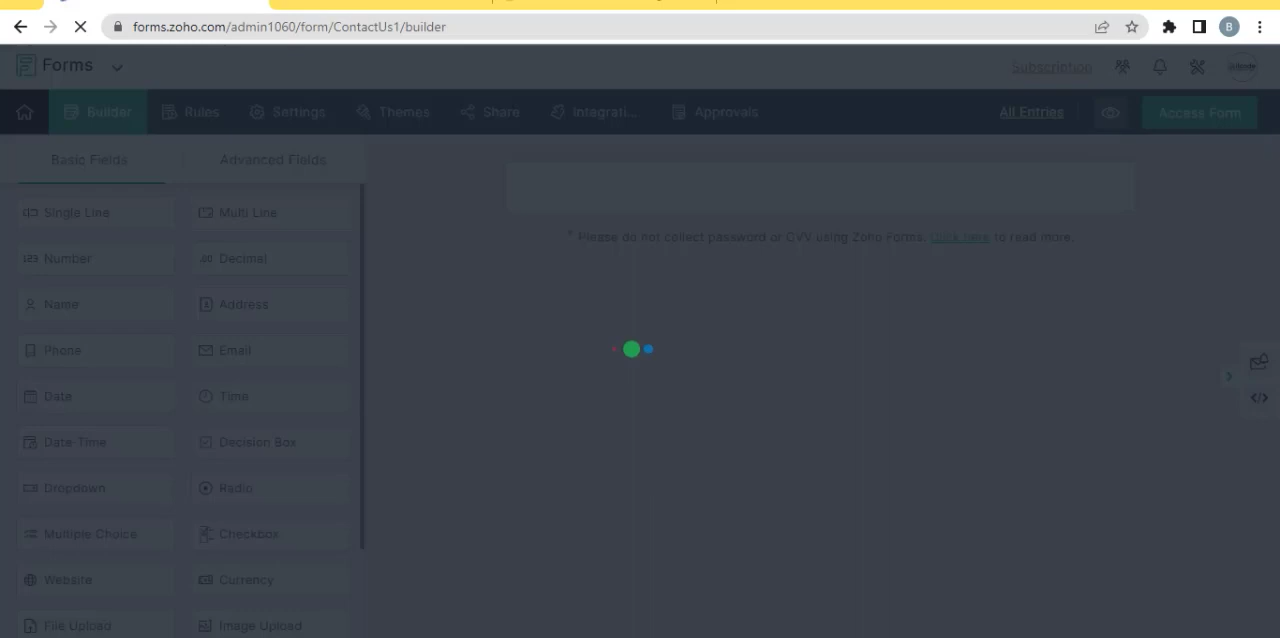 forms.zoho.com/admin1060/form/ContactUs1/builder
B
Forms
Subscription
Builder
Rules
Settings
Themes
Share
Integrati...
Approvals
All Entries
Access Form
Basic Fields
Advanced Fields
Single Line
Multi Line
* Please do not collect password or CVV using Zoho Forms. Click here to read more.
123 Number
.00 Decimal
Name
Address
Phone
Email
Date
Time
Date-Time
Decision Box
Dropdown
Radio
Multiple Choice
Checkbox
Website
Currency
File Upload
Image Upload